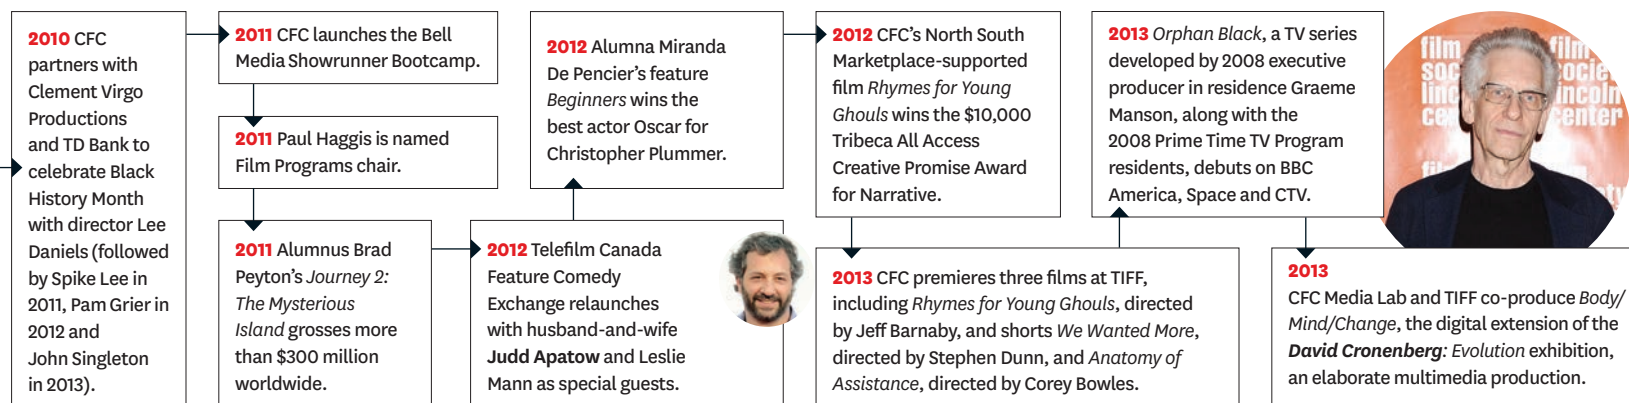 2010 CFC
partners with
Clement Virgo
Productions
and TD Bank to
celebrate Black
History Month
with director Lee
Daniels (followed
by Spike Lee in
2011, Pam Grier in
2012 and
John Singleton
in 2013).
2011 CFC launches the Bell
Media Showrunner Bootcamp.
2011 Paul Haggis is named
Film Programs chair.
2011 Alumnus Brad
Peyton's Journey 2:
The Mysterious
Island grosses more
than $300 million
worldwide.
2012 Telefilm Canada
Feature Comedy
Exchange relaunches
with husband-and-wife
Judd Apatow and Leslie
Mann as special guests.
2012 Alumna Miranda
De Pencier's feature
Beginners wins the
best actor Oscar for
Christopher Plummer.
2012 CFC's North South
Marketplace-supported
film Rhymes for Young
Ghouls wins the $10,000
Tribeca All Access
Creative Promise Award
for Narrative.
2013 CFC premieres three films at TIFF,
including Rhymes for Young Ghouls, directed
by Jeff Barnaby, and shorts We Wanted More,
directed by Stephen Dunn, and Anatomy of
Assistance, directed by Corey Bowles.
2013 Orphan Black, a TV series
developed by 2008 executive
producer in residence Graeme
Manson, along with the
2008 Prime Time TV Program
residents, debuts on BBC
America, Space and CTV.
2013
CFC Media Lab and TIFF co-produce Body/
Mind/Change, the digital extension of the
David Cronenberg: Evolution exhibition,
an elaborate multimedia production.
film
film
center